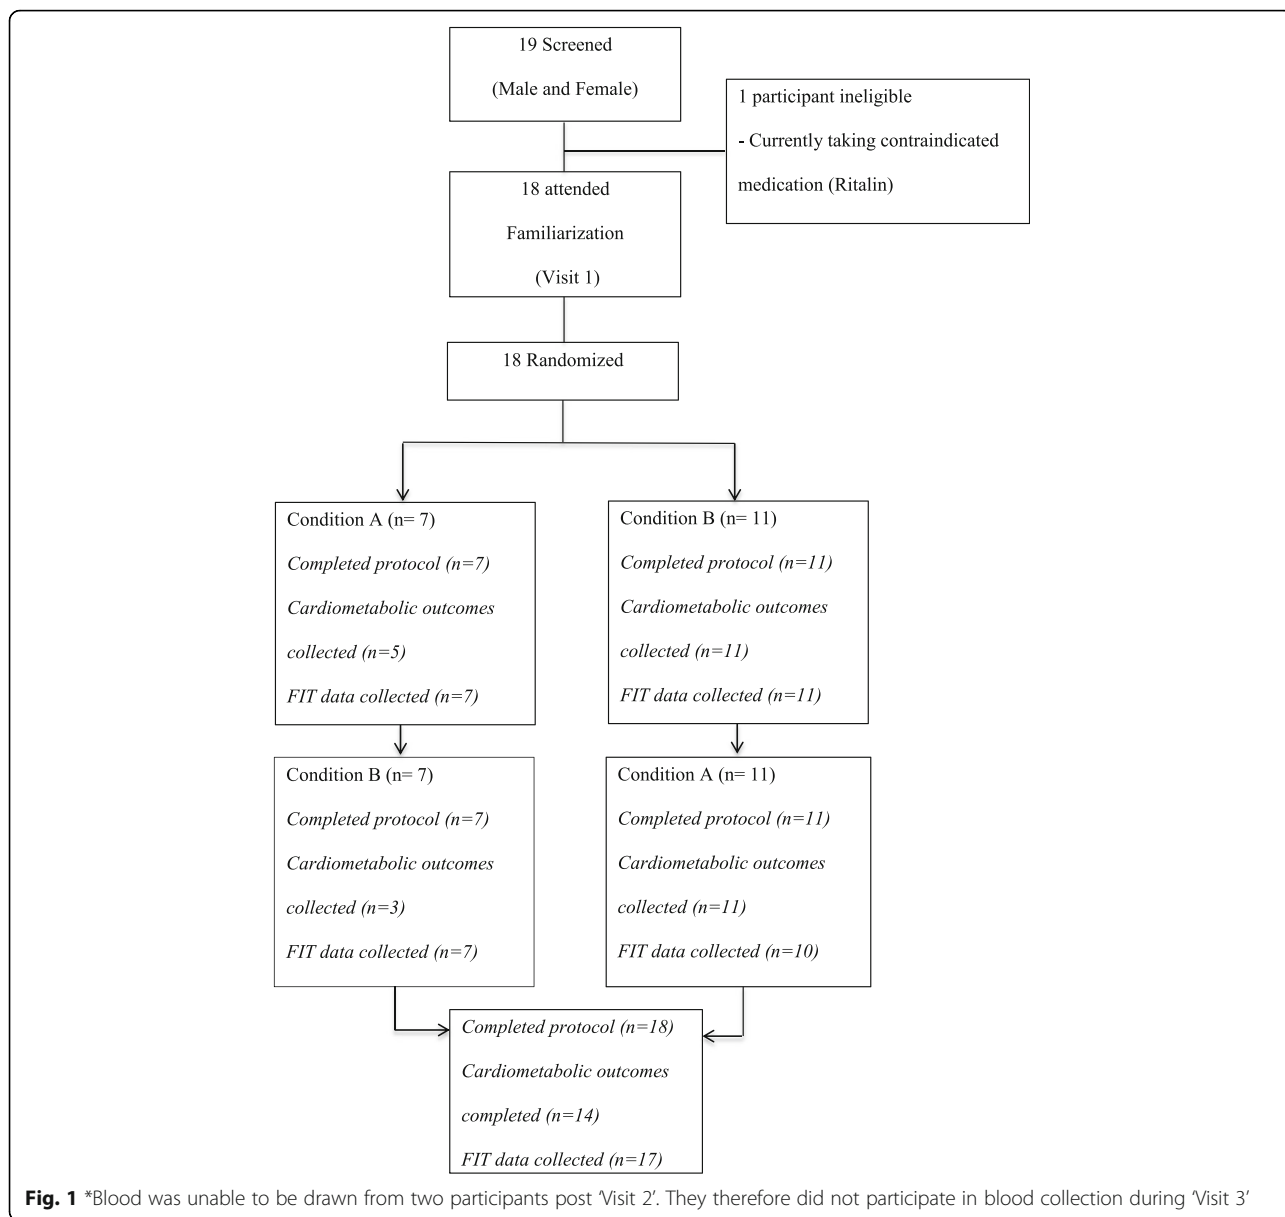 19 Screened
(Male and Female)
1 participant ineligible
- Currently taking contraindicated
medication (Ritalin)
18 attended
Familiarization
(Visit 1)
18 Randomized
Condition A (n= 7)
Completed protocol (n=7)
Cardiometabolic outcomes
collected (n=5)
FIT data collected (n=7)
Condition B (n= 11)
Completed protocol (n=11)
Cardiometabolic outcomes
collected (n=11)
FIT data collected (n=11)
Condition B (n= 7)
Completed protocol (n=7)
Cardiometabolic outcomes
collected (n=3)
FIT data collected (n=7)
Condition A (n= 11)
Completed protocol (n=11)
Cardiometabolic outcomes
collected (n=11)
FIT data collected (n=10)
Completed protocol (n=18)
Cardiometabolic outcomes
completed (n=14)
FIT data collected (n=17)
Fig. 1 *Blood was unable to be drawn from two participants post ‘Visit 2’. They therefore did not participate in blood collection during ‘Visit 3’